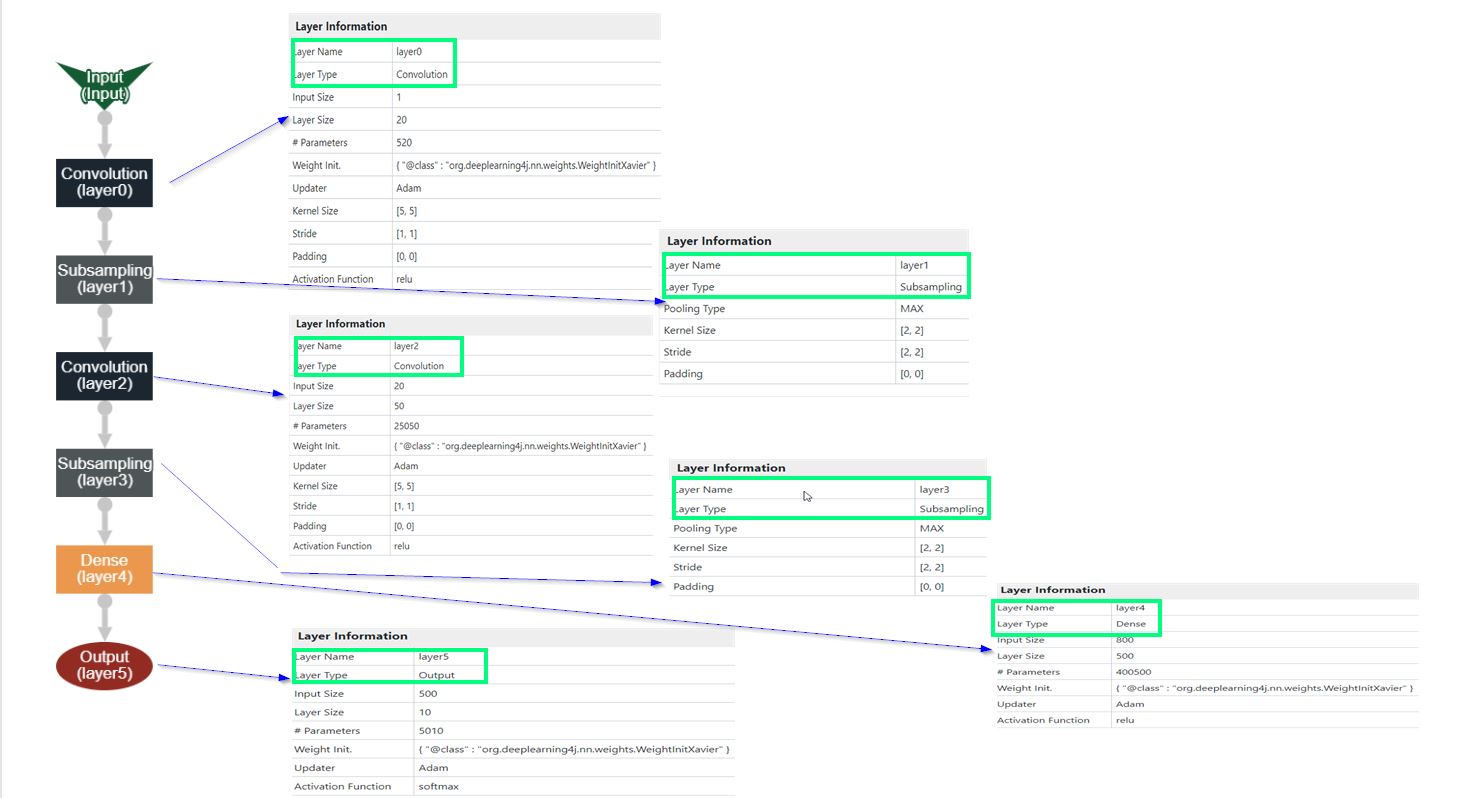 Input
(Input)
Convolution
(layer0)
Subsampling
(layer1)
Convolution
(layer2)
Subsampling
(layer3)
Dense
(layer4)
Output
(layer5)
Layer Information
Layer Name layer0
Layer Type Convolution
Input Size 1
Layer Size 20
# Parameters 520
Weight Init. { "@class" : "org.deeplearning4j.nn.weights.WeightInitXavier" }
Updater Adam
Kernel Size [5, 5]
Stride [1, 1]
Padding [0, 0]
Activation Function relu
Layer Information
Layer Name layer1
Layer Type Subsampling
Pooling Type MAX
Kernel Size [2, 2]
Stride [2, 2]
Padding [0, 0]
Layer Information
Layer Name layer2
Layer Type Convolution
Input Size 20
Layer Size 50
# Parameters 25050
Weight Init. { "@class" : "org.deeplearning4j.nn.weights.WeightInitXavier" }
Updater Adam
Kernel Size [5, 5]
Stride [1, 1]
Padding [0, 0]
Activation Function relu
Layer Information
Layer Name layer3
Layer Type Subsampling
Pooling Type MAX
Kernel Size [2, 2]
Stride [2, 2]
Padding [0, 0]
Layer Information
Layer Name layer4
Layer Type Dense
Input Size 800
Layer Size 500
# Parameters 400500
Weight Init. { "@class" : "org.deeplearning4j.nn.weights.WeightInitXavier" }
Updater Adam
Activation Function relu
Layer Information
Layer Name layer5
Layer Type Output
Input Size 500
Layer Size 10
# Parameters 5010
Weight Init. { "@class" : "org.deeplearning4j.nn.weights.WeightInitXavier" }
Updater Adam
Activation Function softmax